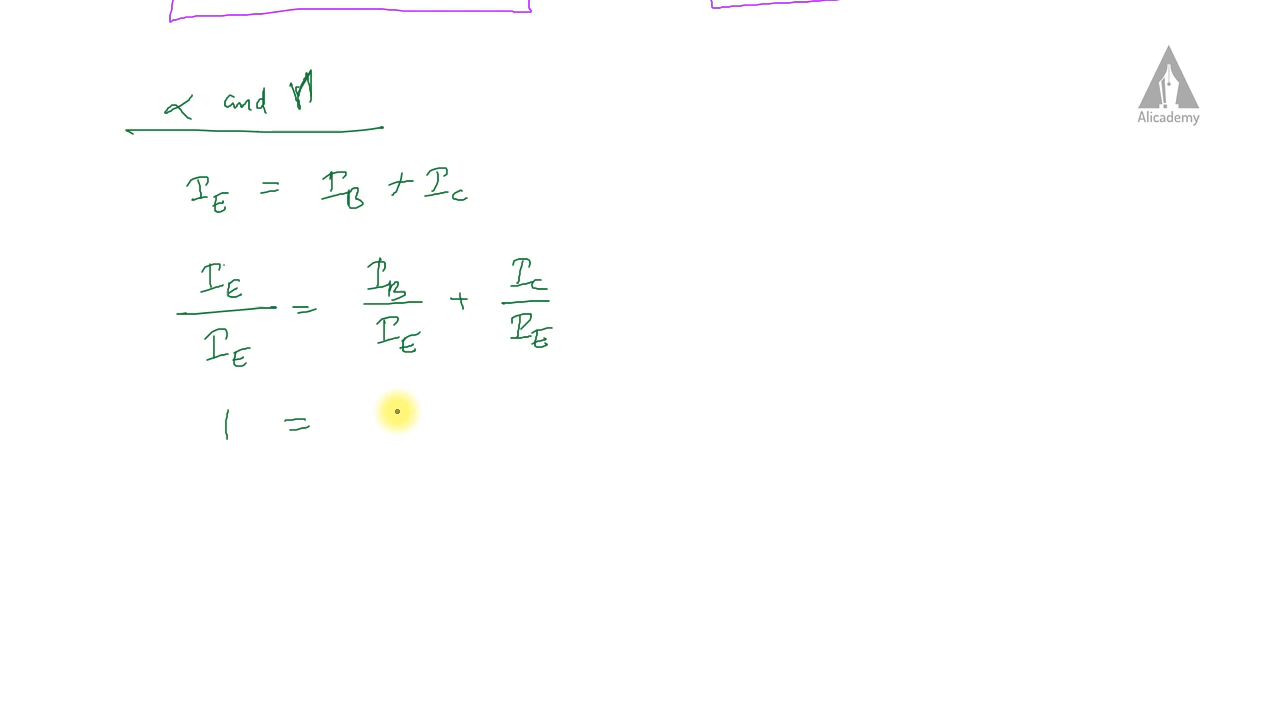 α and
I_E = I_B + I_C
I_E / I_E = I_B / I_E + I_C / I_E
1 =
Alicademy